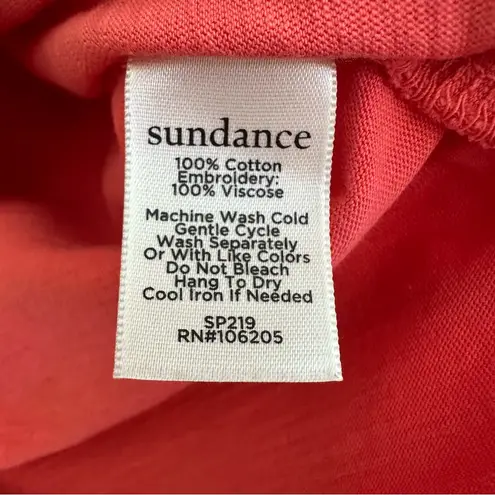 sundance
100% Cotton
Embroidery:
100% Viscose
Machine Wash Cold
Gentle Cycle
Wash Separately
Or With Like Colors
Do Not Bleach
Hang To Dry
Cool Iron If Needed
SP219
RN#106205